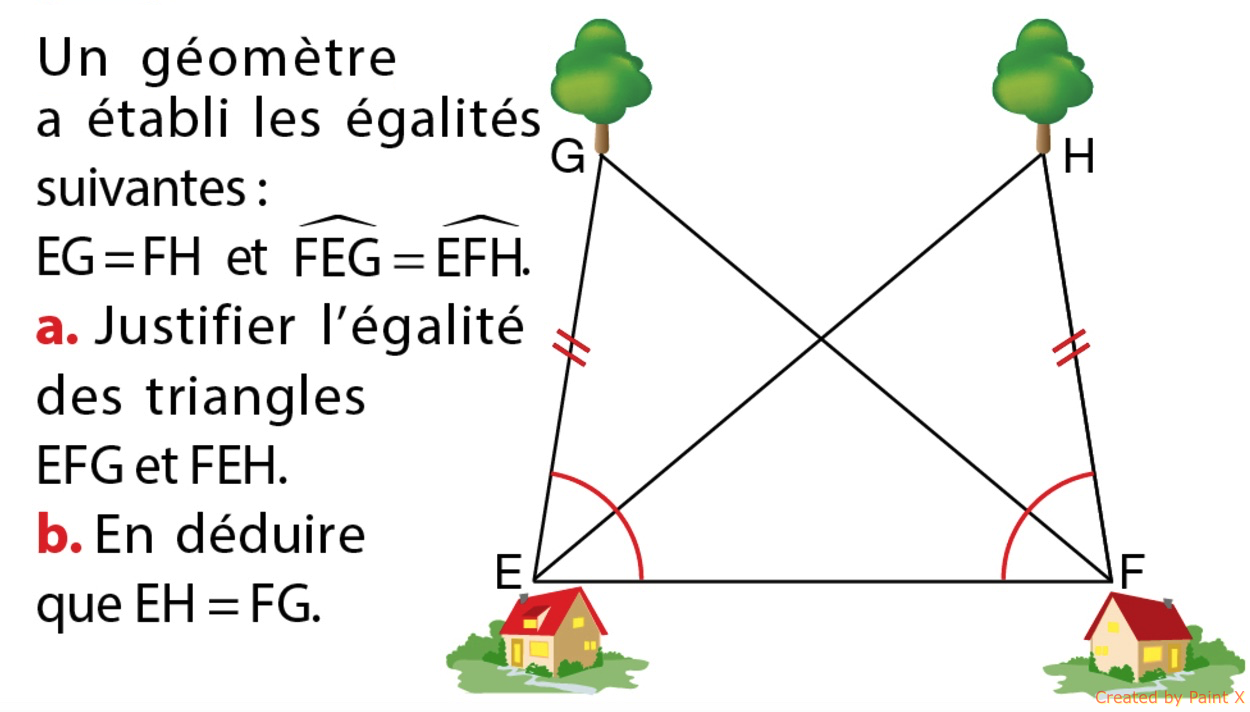 Un géomètre
a établi les égalités
suivantes :
EG = FH et FEG = EFH.
a. Justifier l'égalité
des triangles
EFG et FEH.
b. En déduire
que EH = FG.
G
H
E
F
Created by Paint X